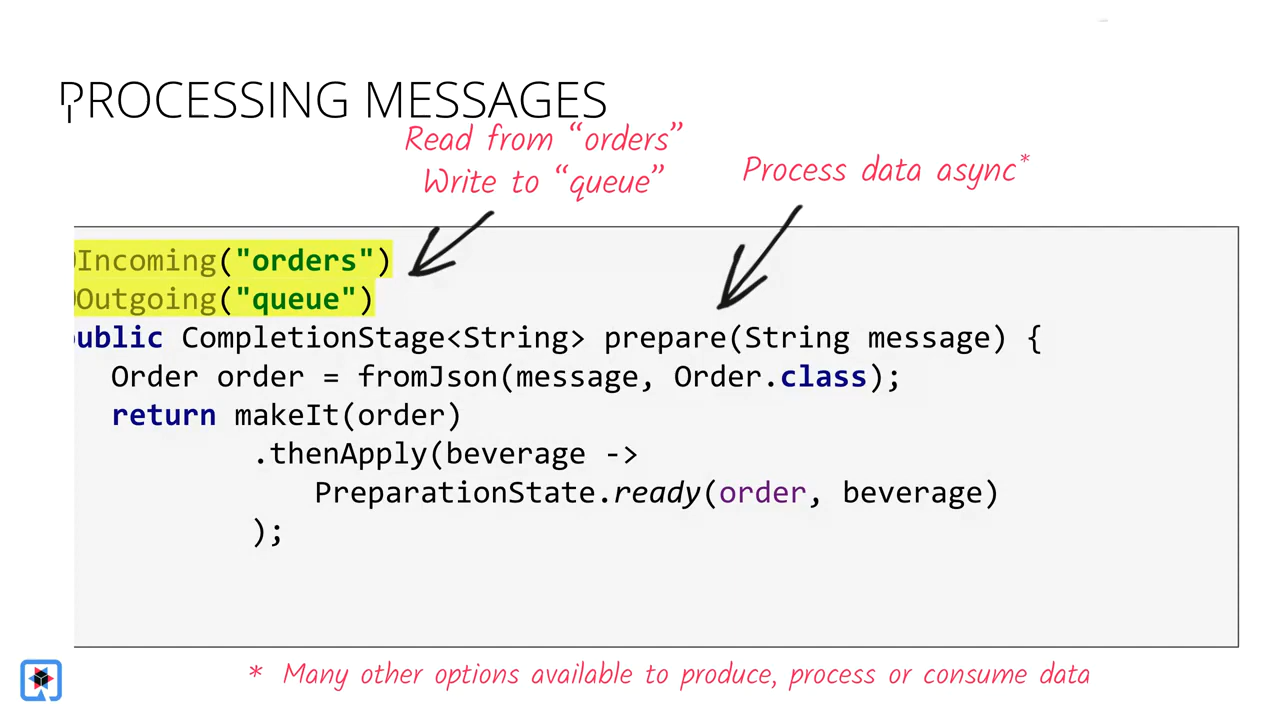 PROCESSING MESSAGES
Read from “orders”
Write to “queue”
Process data async*
@Incoming("orders")
@Outgoing("queue")
public CompletionStage<String> prepare(String message) {
Order order = fromJson(message, Order.class);
return makeIt(order)
.thenApply(beverage ->
PreparationState.ready(order, beverage)
);
* Many other options available to produce, process or consume data